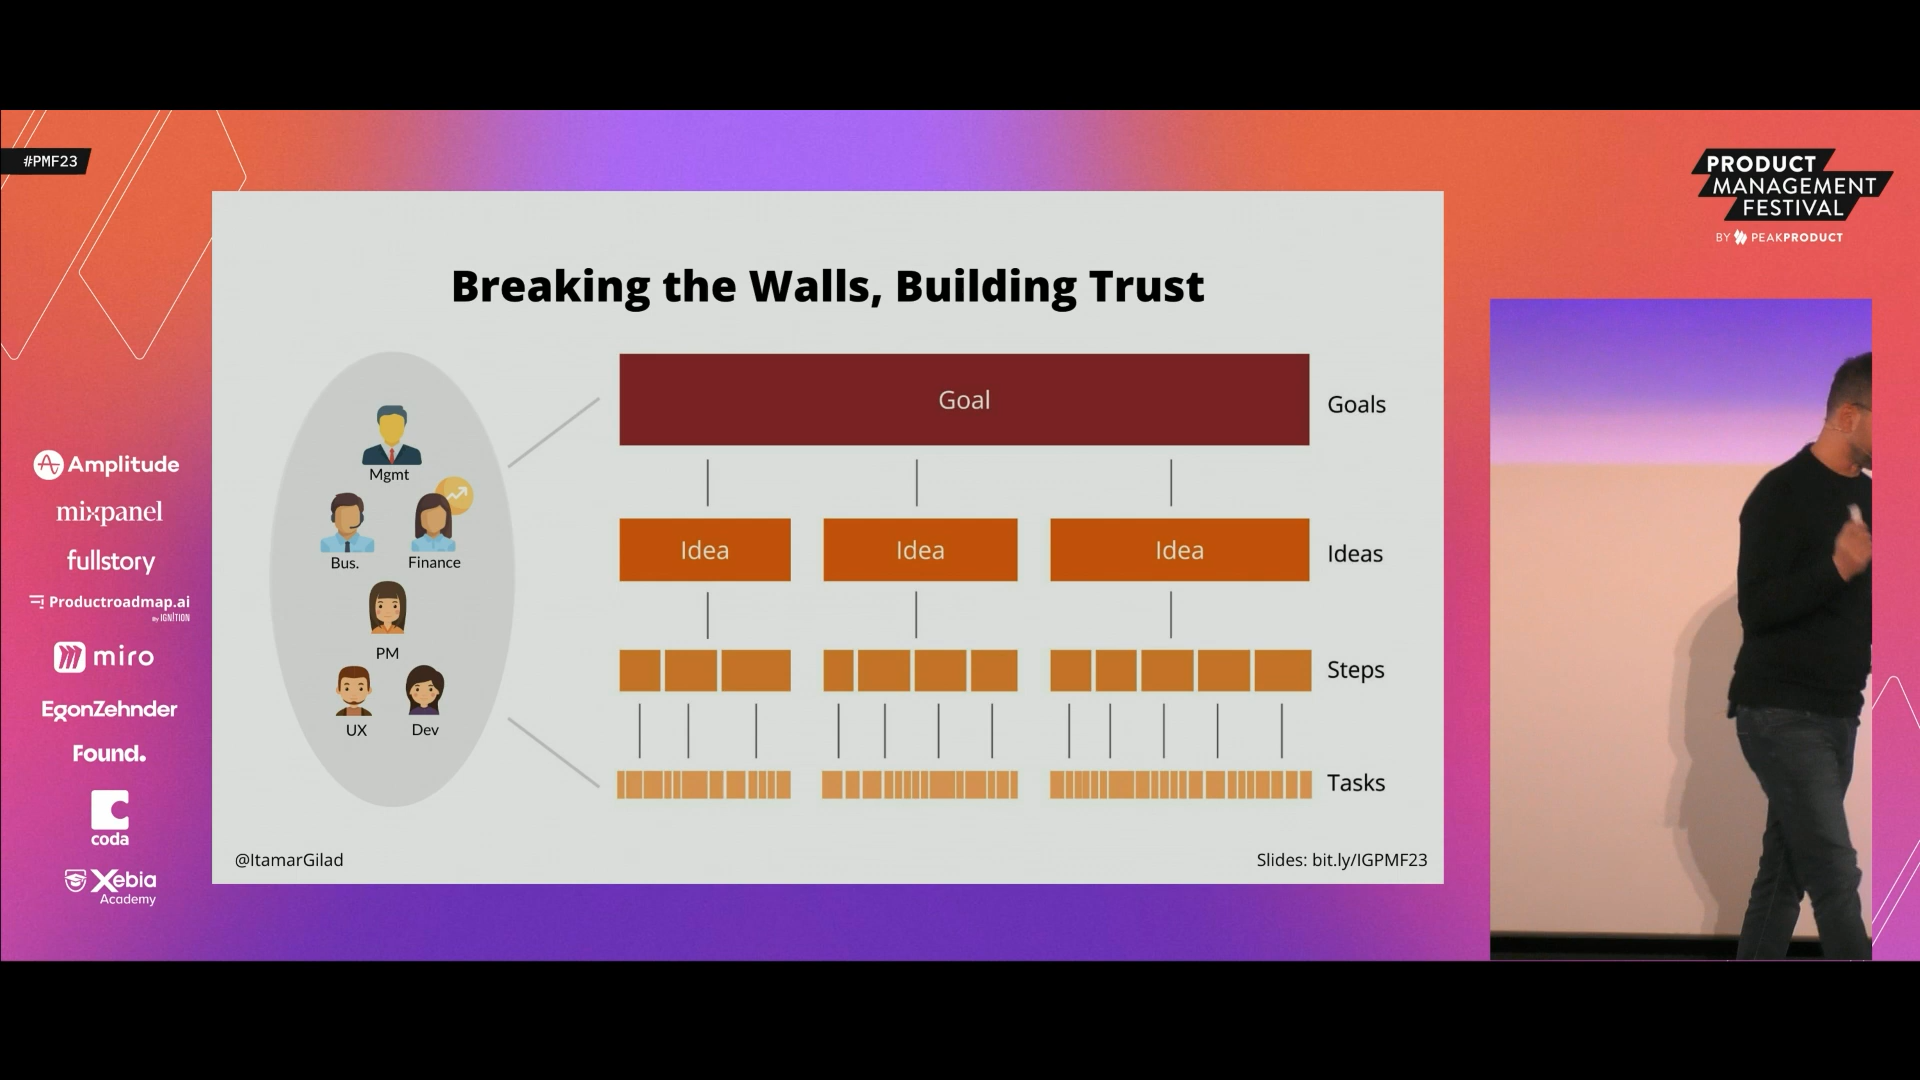 #PMF23
PRODUCT
MANAGEMENT
FESTIVAL
BY PEAKPRODUCT
Breaking the Walls, Building Trust
Mgmt
Bus.
Finance
PM
UX
Dev
Goal
Goals
Idea
Idea
Idea
Ideas
Steps
Tasks
@ItamarGilad
Slides: bit.ly/IGPMF23
Amplitude
mixpanel
fullstory
Productroadmap.ai
By IGNITION
miro
EgonZehnder
Found.
coda
Xebia
Academy